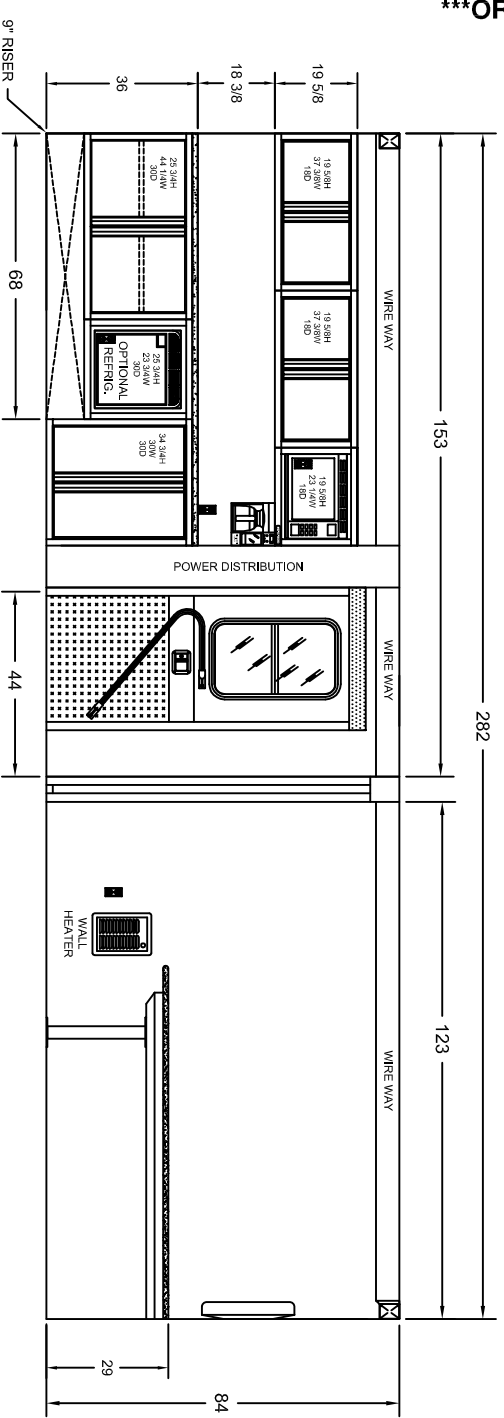 ***OF
9" RISER
36
18 3/8
19 5/8
68
153
282
44
123
29
84
WIRE WAY
WIRE WAY
WIRE WAY
19 5/8H
37 3/8W
18D
19 5/8H
37 3/8W
18D
19 5/8H
23 1/4W
18D
25 3/4H
44 1/4W
30D
25 3/4H
23 3/4W
30D
OPTIONAL
REFRIG.
34 3/4H
30W
30D
POWER DISTRIBUTION
WALL
HEATER